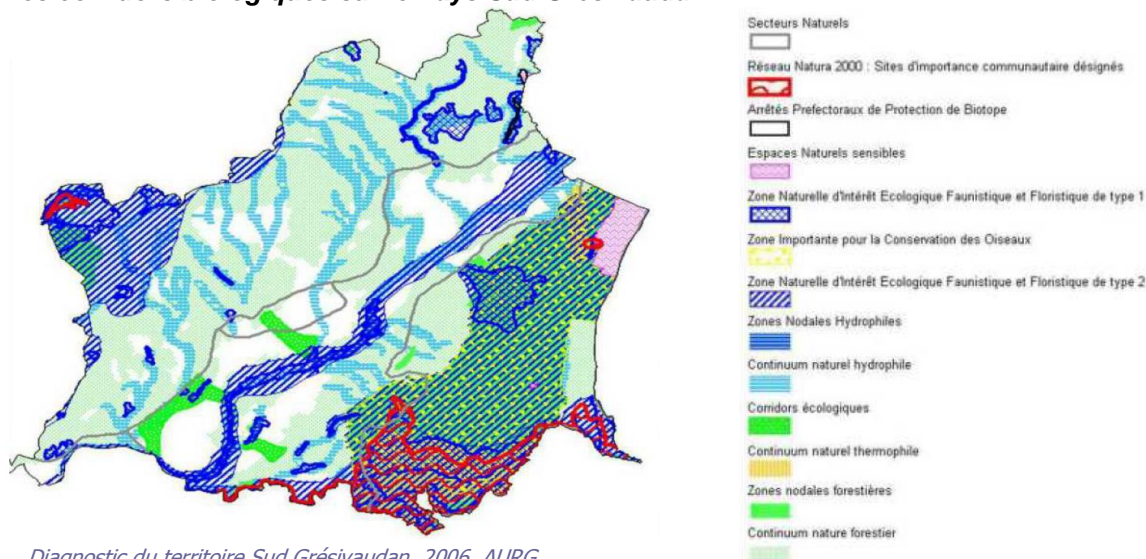 Secteurs Naturels
Réseau Natura 2000 : Sites d'importance communautaire désignés
Arrêtés Prefectoraux de Protection de Biotope
Espaces Naturels sensibles
Zone Naturelle d'Intérêt Ecologique Faunistique et Floristique de type 1
Zone Importante pour la Conservation des Oiseaux
Zone Naturelle d'Intérêt Ecologique Faunistique et Floristique de type 2
Zones Nodales Hydrophiles
Continuum naturel hydrophile
Corridors écologiques
Continuum naturel thermophile
Zones nodales forestières
Continuum nature forestier
Diagnostic du territoire Sud Grésivaudan, 2006, AURG